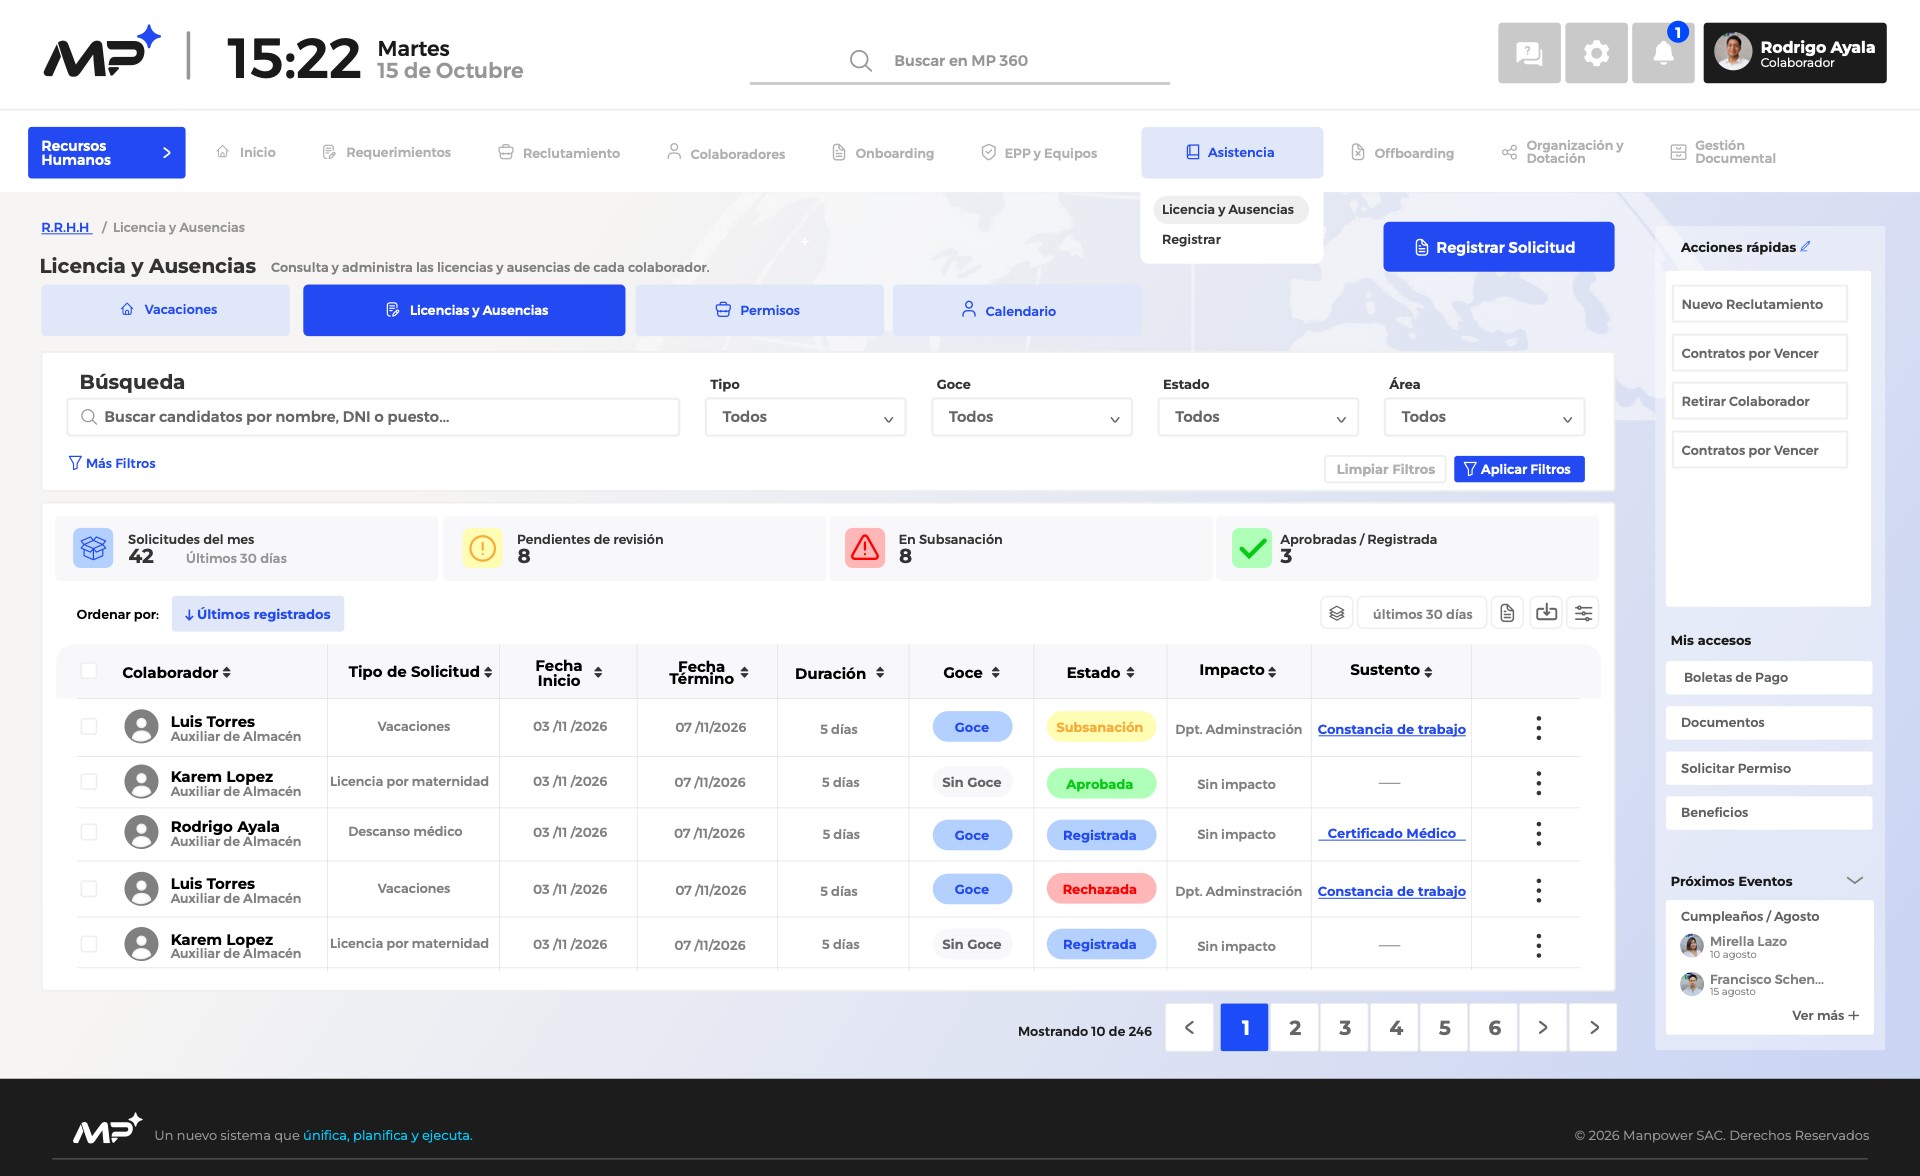 MP
15:22
Martes
15 de Octubre
Buscar en MP 360
?
1
Rodrigo Ayala
Colaborador
Recursos
Humanos
Inicio
Requerimientos
Reclutamiento
Colaboradores
Onboarding
EPP y Equipos
Asistencia
Offboarding
Organización y
Dotación
Gestión
Documental
Licencia y Ausencias
Registrar
R.R.H.H / Licencia y Ausencias
Licencia y Ausencias
Consulta y administra las licencias y ausencias de cada colaborador.
Registrar Solicitud
Vacaciones
Licencias y Ausencias
Permisos
Calendario
Búsqueda
Buscar candidatos por nombre, DNI o puesto...
Tipo
Todos
Goce
Todos
Estado
Todos
Área
Todos
Más Filtros
Limpiar Filtros
Aplicar Filtros
Solicitudes del mes
42 Últimos 30 días
Pendientes de revisión
8
En Subsanación
8
Aprobradas / Registrada
3
Ordenar por:
↓ Últimos registrados
últimos 30 días
Colaborador
Tipo de Solicitud
Fecha
Inicio
Fecha
Término
Duración
Goce
Estado
Impacto
Sustento
Luis Torres
Auxiliar de Almacén
Vacaciones
03 /11 /2026
07 /11/2026
5 días
Goce
Subsanación
Dpt. Adminstración
Constancia de trabajo
Karem Lopez
Auxiliar de Almacén
Licencia por maternidad
03 /11 /2026
07 /11/2026
5 días
Sin Goce
Aprobada
Sin impacto
—
Rodrigo Ayala
Auxiliar de Almacén
Descanso médico
03 /11 /2026
07 /11/2026
5 días
Goce
Registrada
Sin impacto
Certificado Médico
Luis Torres
Auxiliar de Almacén
Vacaciones
03 /11 /2026
07 /11/2026
5 días
Goce
Rechazada
Dpt. Adminstración
Constancia de trabajo
Karem Lopez
Auxiliar de Almacén
Licencia por maternidad
03 /11 /2026
07 /11/2026
5 días
Sin Goce
Registrada
Sin impacto
—
Mostrando 10 de 246
< 1 2 3 4 5 6 > >
Acciones rápidas
Nuevo Reclutamiento
Contratos por Vencer
Retirar Colaborador
Contratos por Vencer
Mis accesos
Boletas de Pago
Documentos
Solicitar Permiso
Beneficios
Próximos Eventos
Cumpleaños / Agosto
Mirella Lazo
10 agosto
Francisco Schen...
15 agosto
Ver más +
MP
Un nuevo sistema que únifica, planifica y ejecuta.
© 2026 Manpower SAC. Derechos Reservados